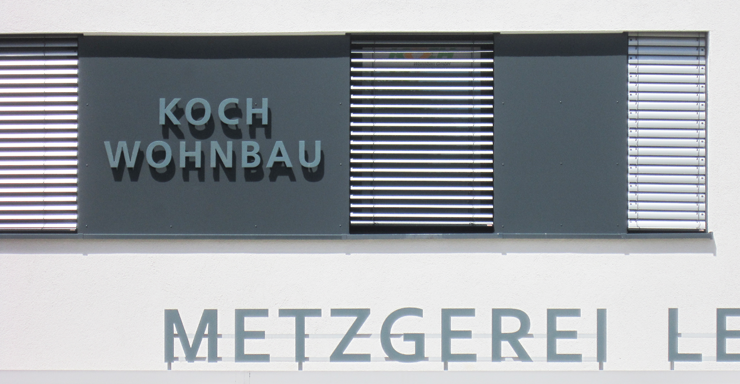 KOCH
WOHNBAU
METZGEREI LE